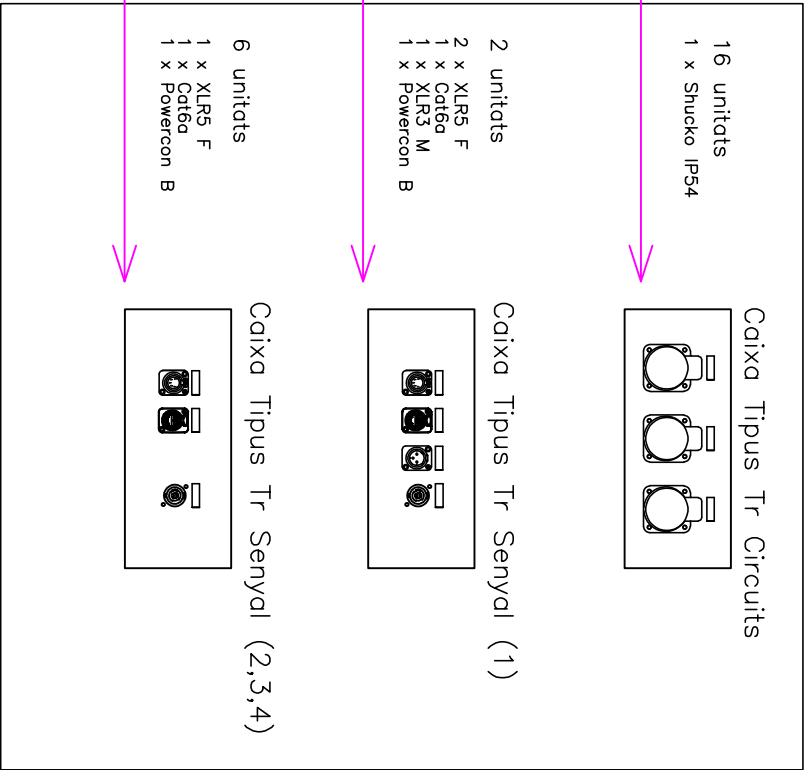 16 unitats
1 x Shucko IP54
Caixa Tipus Tr Circuits
2 unitats
2 x XLR5 F
1 x Cat6a
1 x XLR3 M
1 x Powercon B
Caixa Tipus Tr Senyal (1)
6 unitats
1 x XLR5 F
1 x Cat6a
1 x Powercon B
Caixa Tipus Tr Senyal (2,3,4)